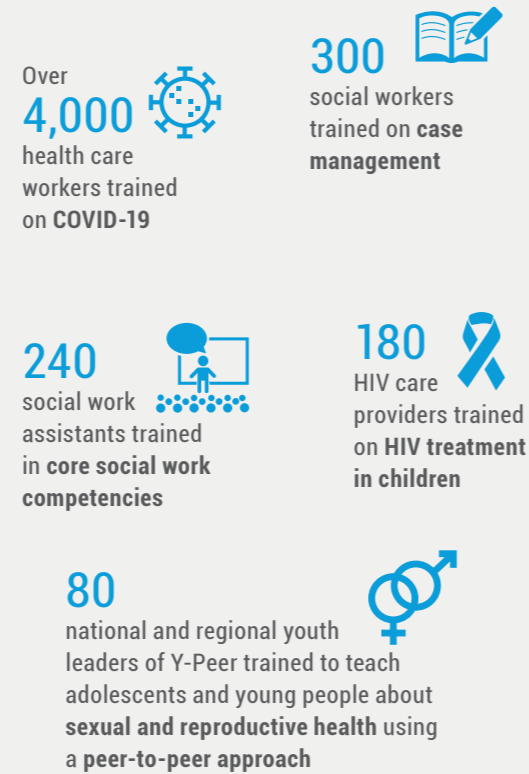 Over
4,000
health care
workers trained
on COVID-19
300
social workers
trained on case
management
240
social work
assistants trained
in core social work
competencies
180
HIV care
providers trained
on HIV treatment
in children
80
national and regional youth
leaders of Y-Peer trained to teach
adolescents and young people about
sexual and reproductive health using
a peer-to-peer approach